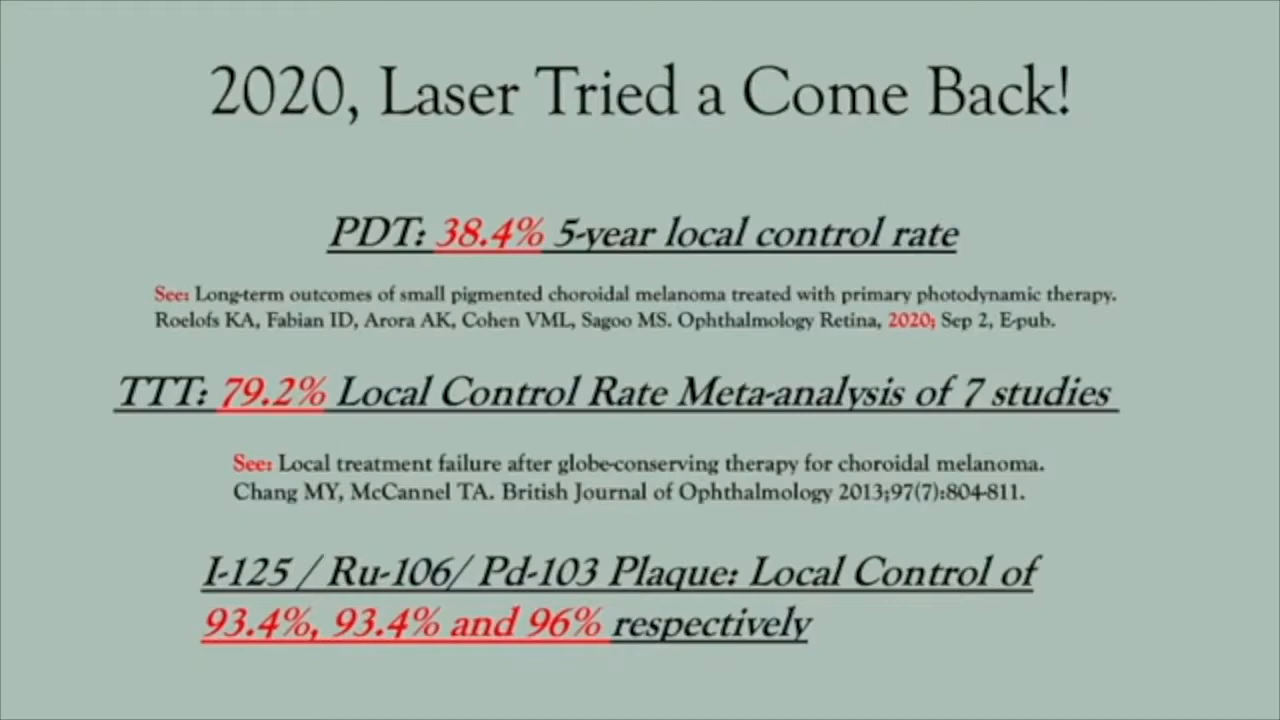 2020, Laser Tried a Come Back!
PDT: 38.4% 5-year local control rate
See: Long-term outcomes of small pigmented choroidal melanoma treated with primary photodynamic therapy.
Roelofs KA, Fabian ID, Arora AK, Cohen VML, Sagoo MS. Ophthalmology Retina, 2020; Sep 2, E-pub.
TTT: 79.2% Local Control Rate Meta-analysis of 7 studies
See: Local treatment failure after globe-conserving therapy for choroidal melanoma.
Chang MY, McCannel TA. British Journal of Ophthalmology 2013;97(7):804-811.
I-125 / Ru-106/ Pd-103 Plaque: Local Control of
93.4%, 93.4% and 96% respectively